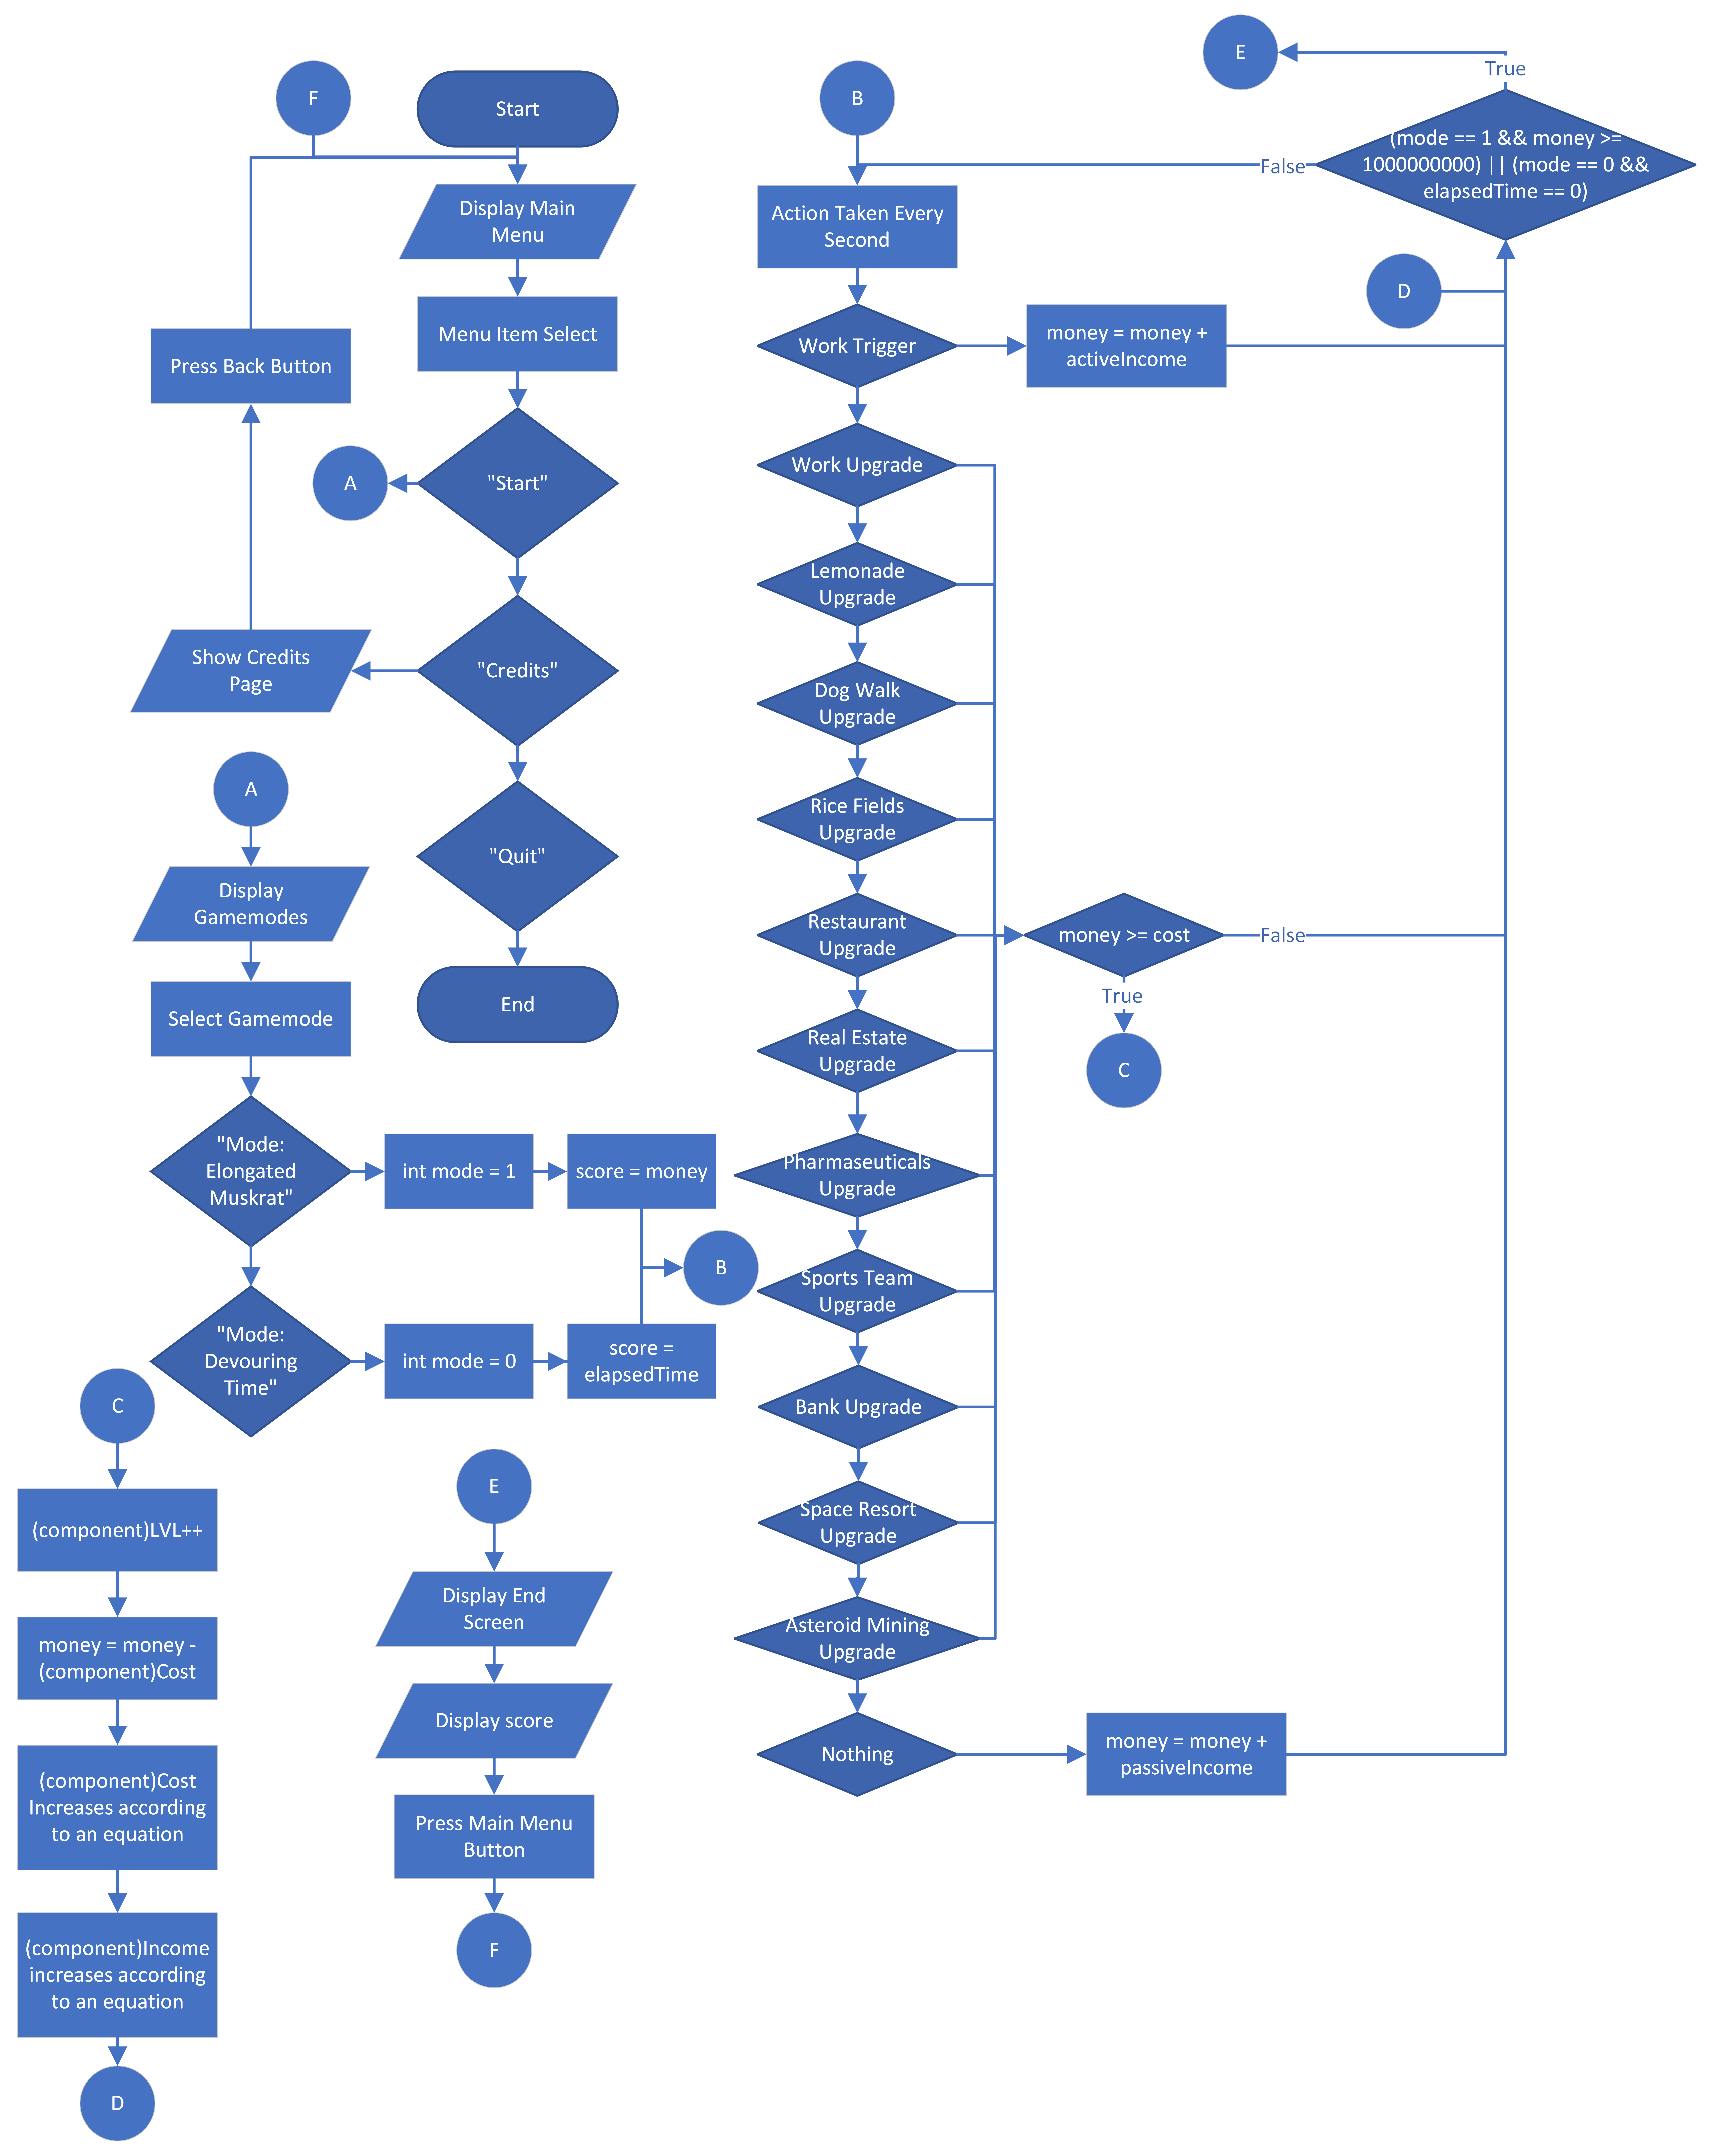 F
Start
Display Main
Menu
Menu Item Select
Press Back Button
"Start"
A
"Credits"
Show Credits
Page
"Quit"
End
A
Display
Gamemodes
Select Gamemode
"Mode:
Elongated
Muskrat"
int mode = 1
score = money
B
"Mode:
Devouring
Time"
int mode = 0
score =
elapsedTime
C
(component)LVL++
money = money -
(component)Cost
(component)Cost
Increases according
to an equation
(component)Income
increases according
to an equation
D
E
Display End
Screen
Display score
Press Main Menu
Button
F
B
Action Taken Every
Second
Work Trigger
money = money +
activeIncome
Work Upgrade
Lemonade
Upgrade
Dog Walk
Upgrade
Rice Fields
Upgrade
Restaurant
Upgrade
Real Estate
Upgrade
Pharmaseuticals
Upgrade
Sports Team
Upgrade
Bank Upgrade
Space Resort
Upgrade
Asteroid Mining
Upgrade
Nothing
money = money +
passiveIncome
money >= cost
False
True
C
E
True
(mode == 1 && money >=
1000000000) || (mode == 0 &&
elapsedTime == 0)
False
D